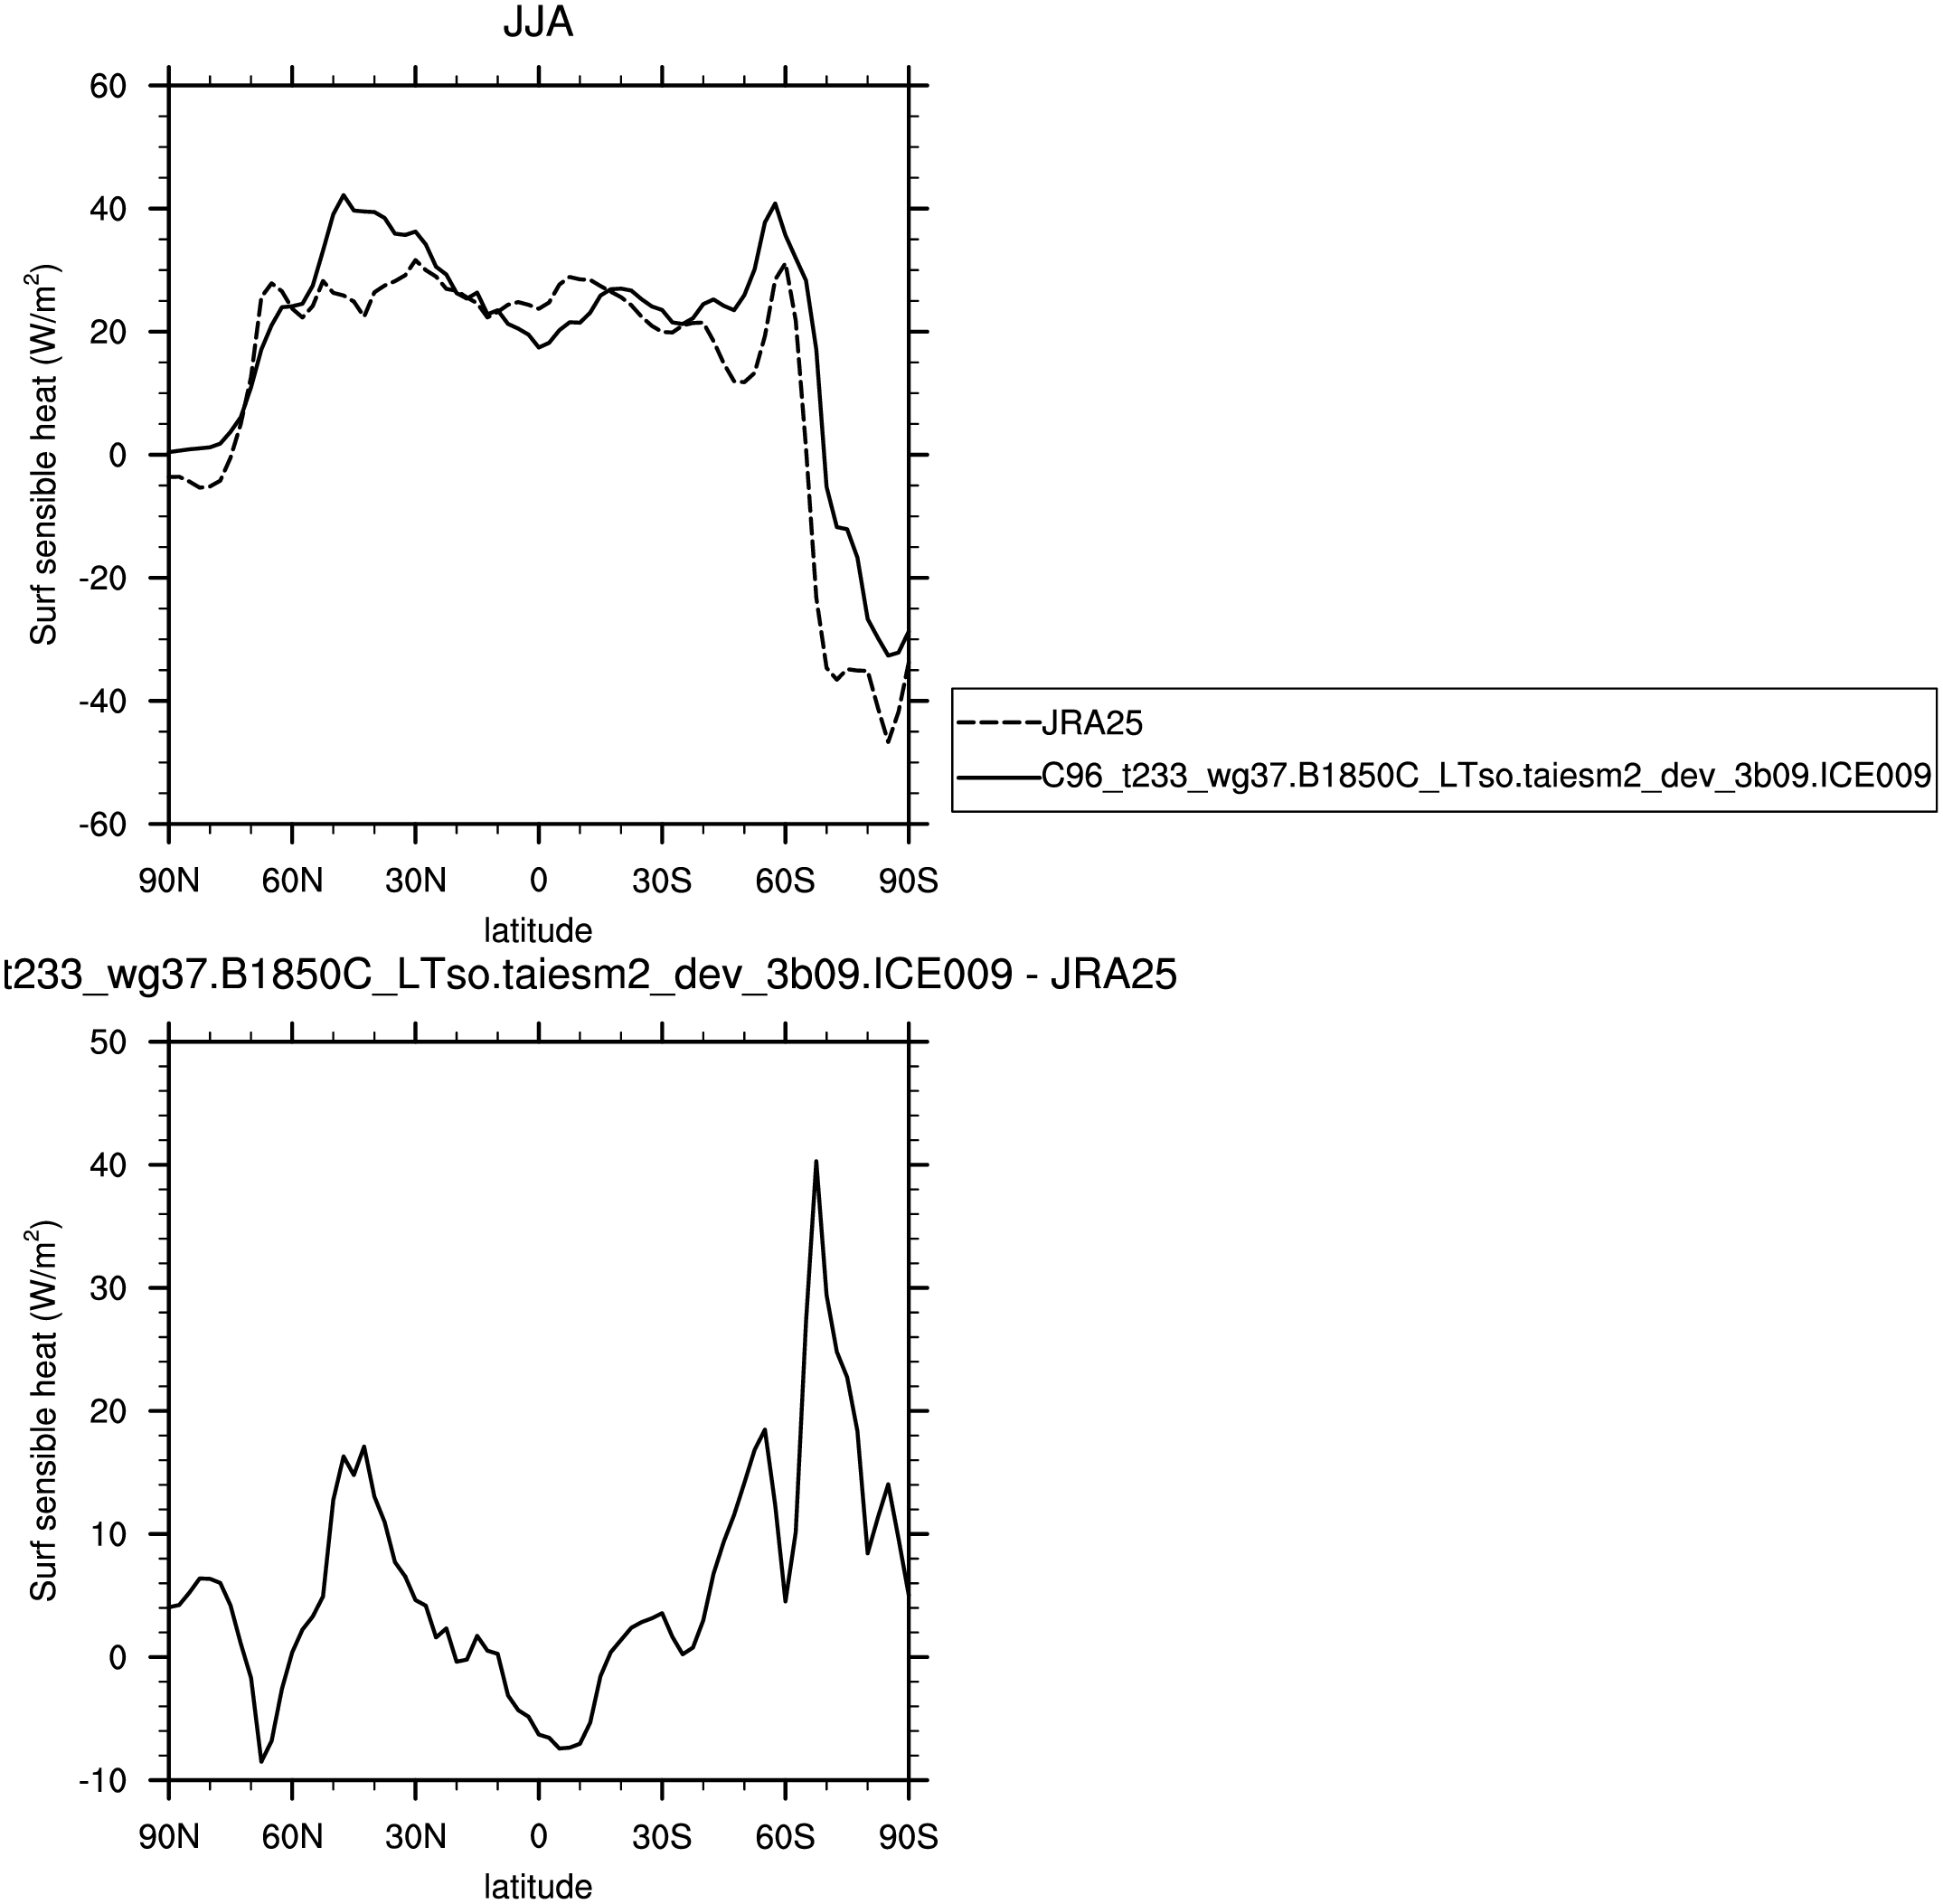 JJA
60
40
20
0
-20
-40
-60
Surf sensible heat (W/m²)
90N 60N 30N 0 30S 60S 90S
latitude
JRA25
C96_t233_wg37.B1850C_LTso.taiesm2_dev_3b09.ICE009
t233_wg37.B1850C_LTso.taiesm2_dev_3b09.ICE009 - JRA25
50
40
30
20
10
0
-10
Surf sensible heat (W/m²)
90N 60N 30N 0 30S 60S 90S
latitude